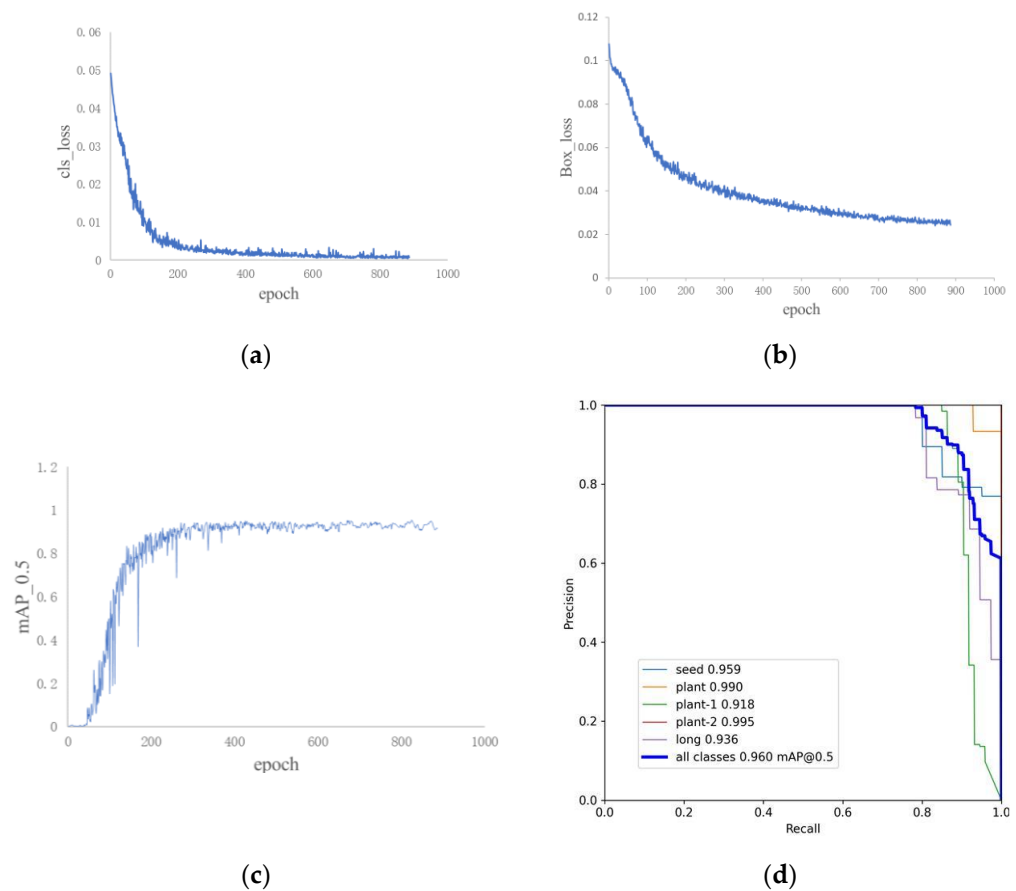 0.06
0.05
0.04
0.03
0.02
0.01
0
cls_loss
0 200 400 600 800 1000
epoch
(a)
0.12
0.1
0.08
0.06
0.04
0.02
0
Box_loss
0 100 200 300 400 500 600 700 800 900 1000
epoch
(b)
1.2
1
0.8
0.6
0.4
0.2
0
mAP_0.5
0 200 400 600 800 1000
epoch
(c)
1.0
0.8
0.6
0.4
0.2
0.0
Precision
seed 0.959
plant 0.990
plant-1 0.918
plant-2 0.995
long 0.936
all classes 0.960 mAP@0.5
0.0 0.2 0.4 0.6 0.8 1.0
Recall
(d)